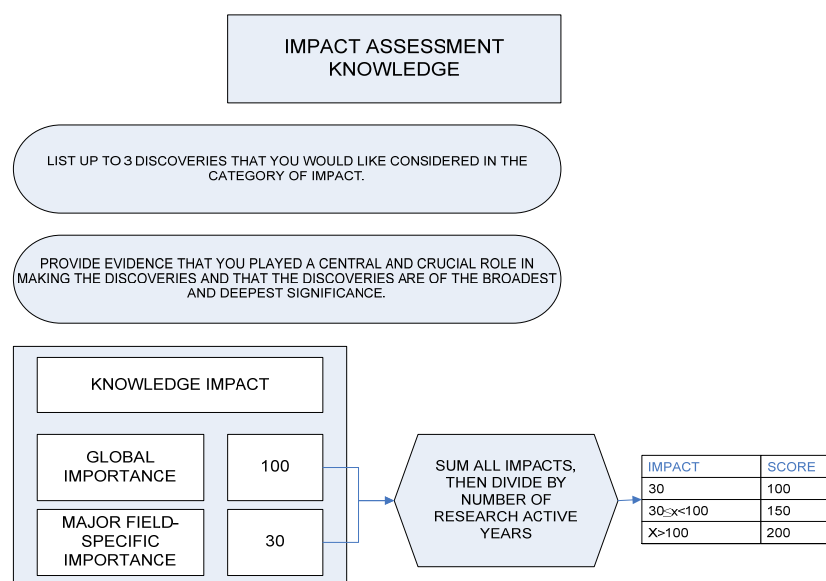 IMPACT ASSESSMENT
KNOWLEDGE
LIST UP TO 3 DISCOVERIES THAT YOU WOULD LIKE CONSIDERED IN THE
CATEGORY OF IMPACT.
PROVIDE EVIDENCE THAT YOU PLAYED A CENTRAL AND CRUCIAL ROLE IN
MAKING THE DISCOVERIES AND THAT THE DISCOVERIES ARE OF THE BROADEST
AND DEEPEST SIGNIFICANCE.
KNOWLEDGE IMPACT
GLOBAL
IMPORTANCE
100
MAJOR FIELD-
SPECIFIC
IMPORTANCE
30
SUM ALL IMPACTS,
THEN DIVIDE BY
NUMBER OF
RESEARCH ACTIVE
YEARS
IMPACT SCORE
30 100
30≤x<100 150
X>100 200